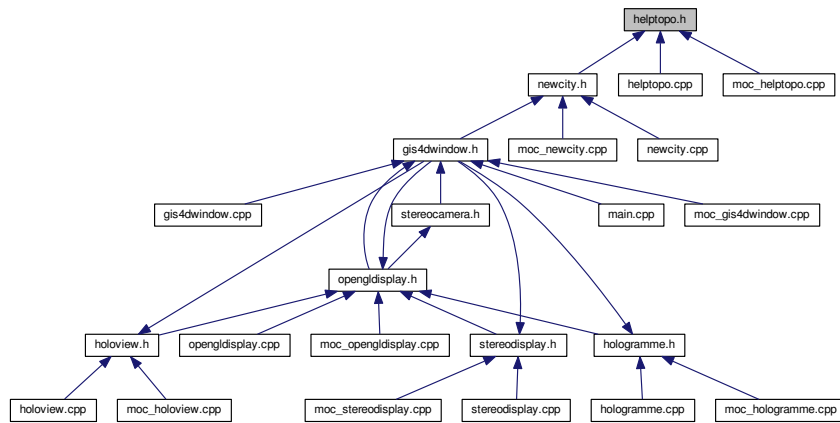 helptopo.h
newcity.h
helptopo.cpp
moc_helptopo.cpp
gis4dwindow.h
moc_newcity.cpp
newcity.cpp
gis4dwindow.cpp
stereocamera.h
main.cpp
moc_gis4dwindow.cpp
opengldisplay.h
holoview.h
opengldisplay.cpp
moc_opengldisplay.cpp
stereodisplay.h
hologramme.h
holoview.cpp
moc_holoview.cpp
moc_stereodisplay.cpp
stereodisplay.cpp
hologramme.cpp
moc_hologramme.cpp